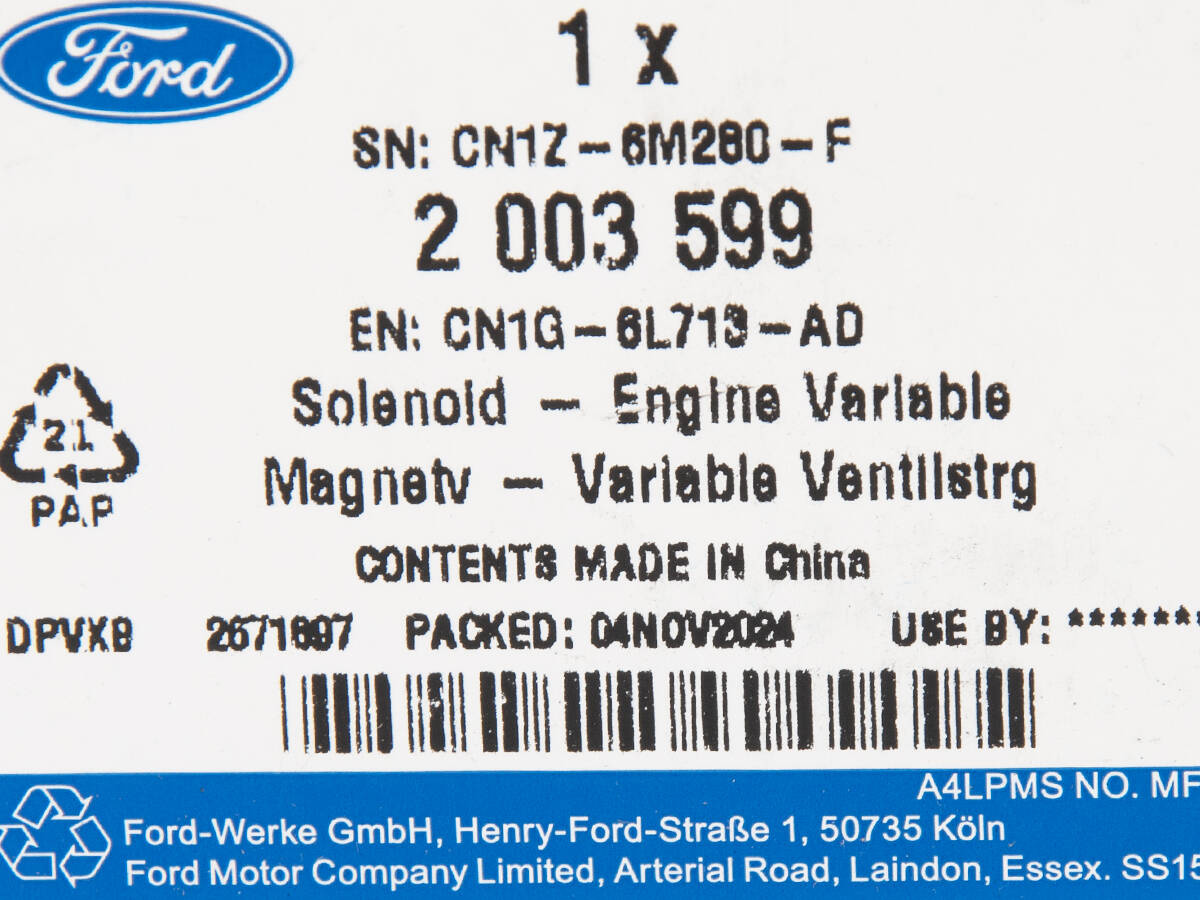 Ford
1 x
SN: CN1Z-6M280-F
2 003 599
EN: CN1G-6L713-AD
Solenoid - Engine Variable
Magnetv - Variable Ventilstrg
21
PAP
CONTENTS MADE IN China
DPVXB 2671697 PACKED: 04NOV2024 USE BY: *******
A4LPMS NO. MF
Ford-Werke GmbH, Henry-Ford-Straße 1, 50735 Köln
Ford Motor Company Limited, Arterial Road, Laindon, Essex. SS15